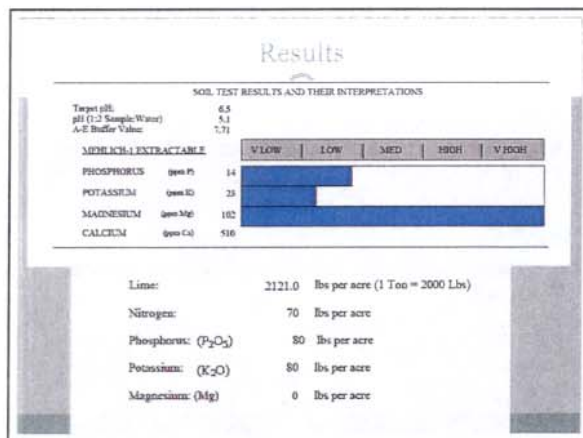 Results
SOIL TEST RESULTS AND THEIR INTERPRETATIONS
Target pH: 6.5
pH (1:2 Sample:Water) 5.1
A-E Buffer Value: 7.71
MEHLICH-1 EXTRACTABLE V LOW LOW MED HIGH V HIGH
PHOSPHORUS (ppm P) 14
POTASSIUM (ppm K) 23
MAGNESIUM (ppm Mg) 102
CALCIUM (ppm Ca) 510
Lime: 2121.0 lbs per acre (1 Ton = 2000 Lbs)
Nitrogen: 70 lbs per acre
Phosphorus: (P₂O₅) 80 lbs per acre
Potassium: (K₂O) 80 lbs per acre
Magnesium: (Mg) 0 lbs per acre